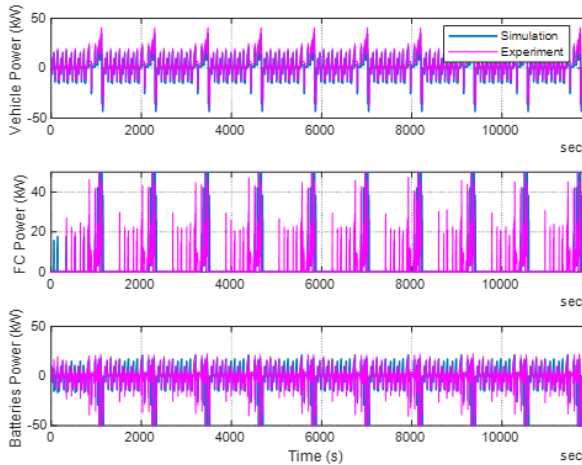 50
Simulation
Experiment
0
-50
Vehicle Power (kW)
0 2000 4000 6000 8000 10000
sec
40
20
0
FC Power (kW)
0 2000 4000 6000 8000 10000
sec
50
0
-50
Batteries Power (kW)
0 2000 4000 6000 8000 10000
Time (s)
sec